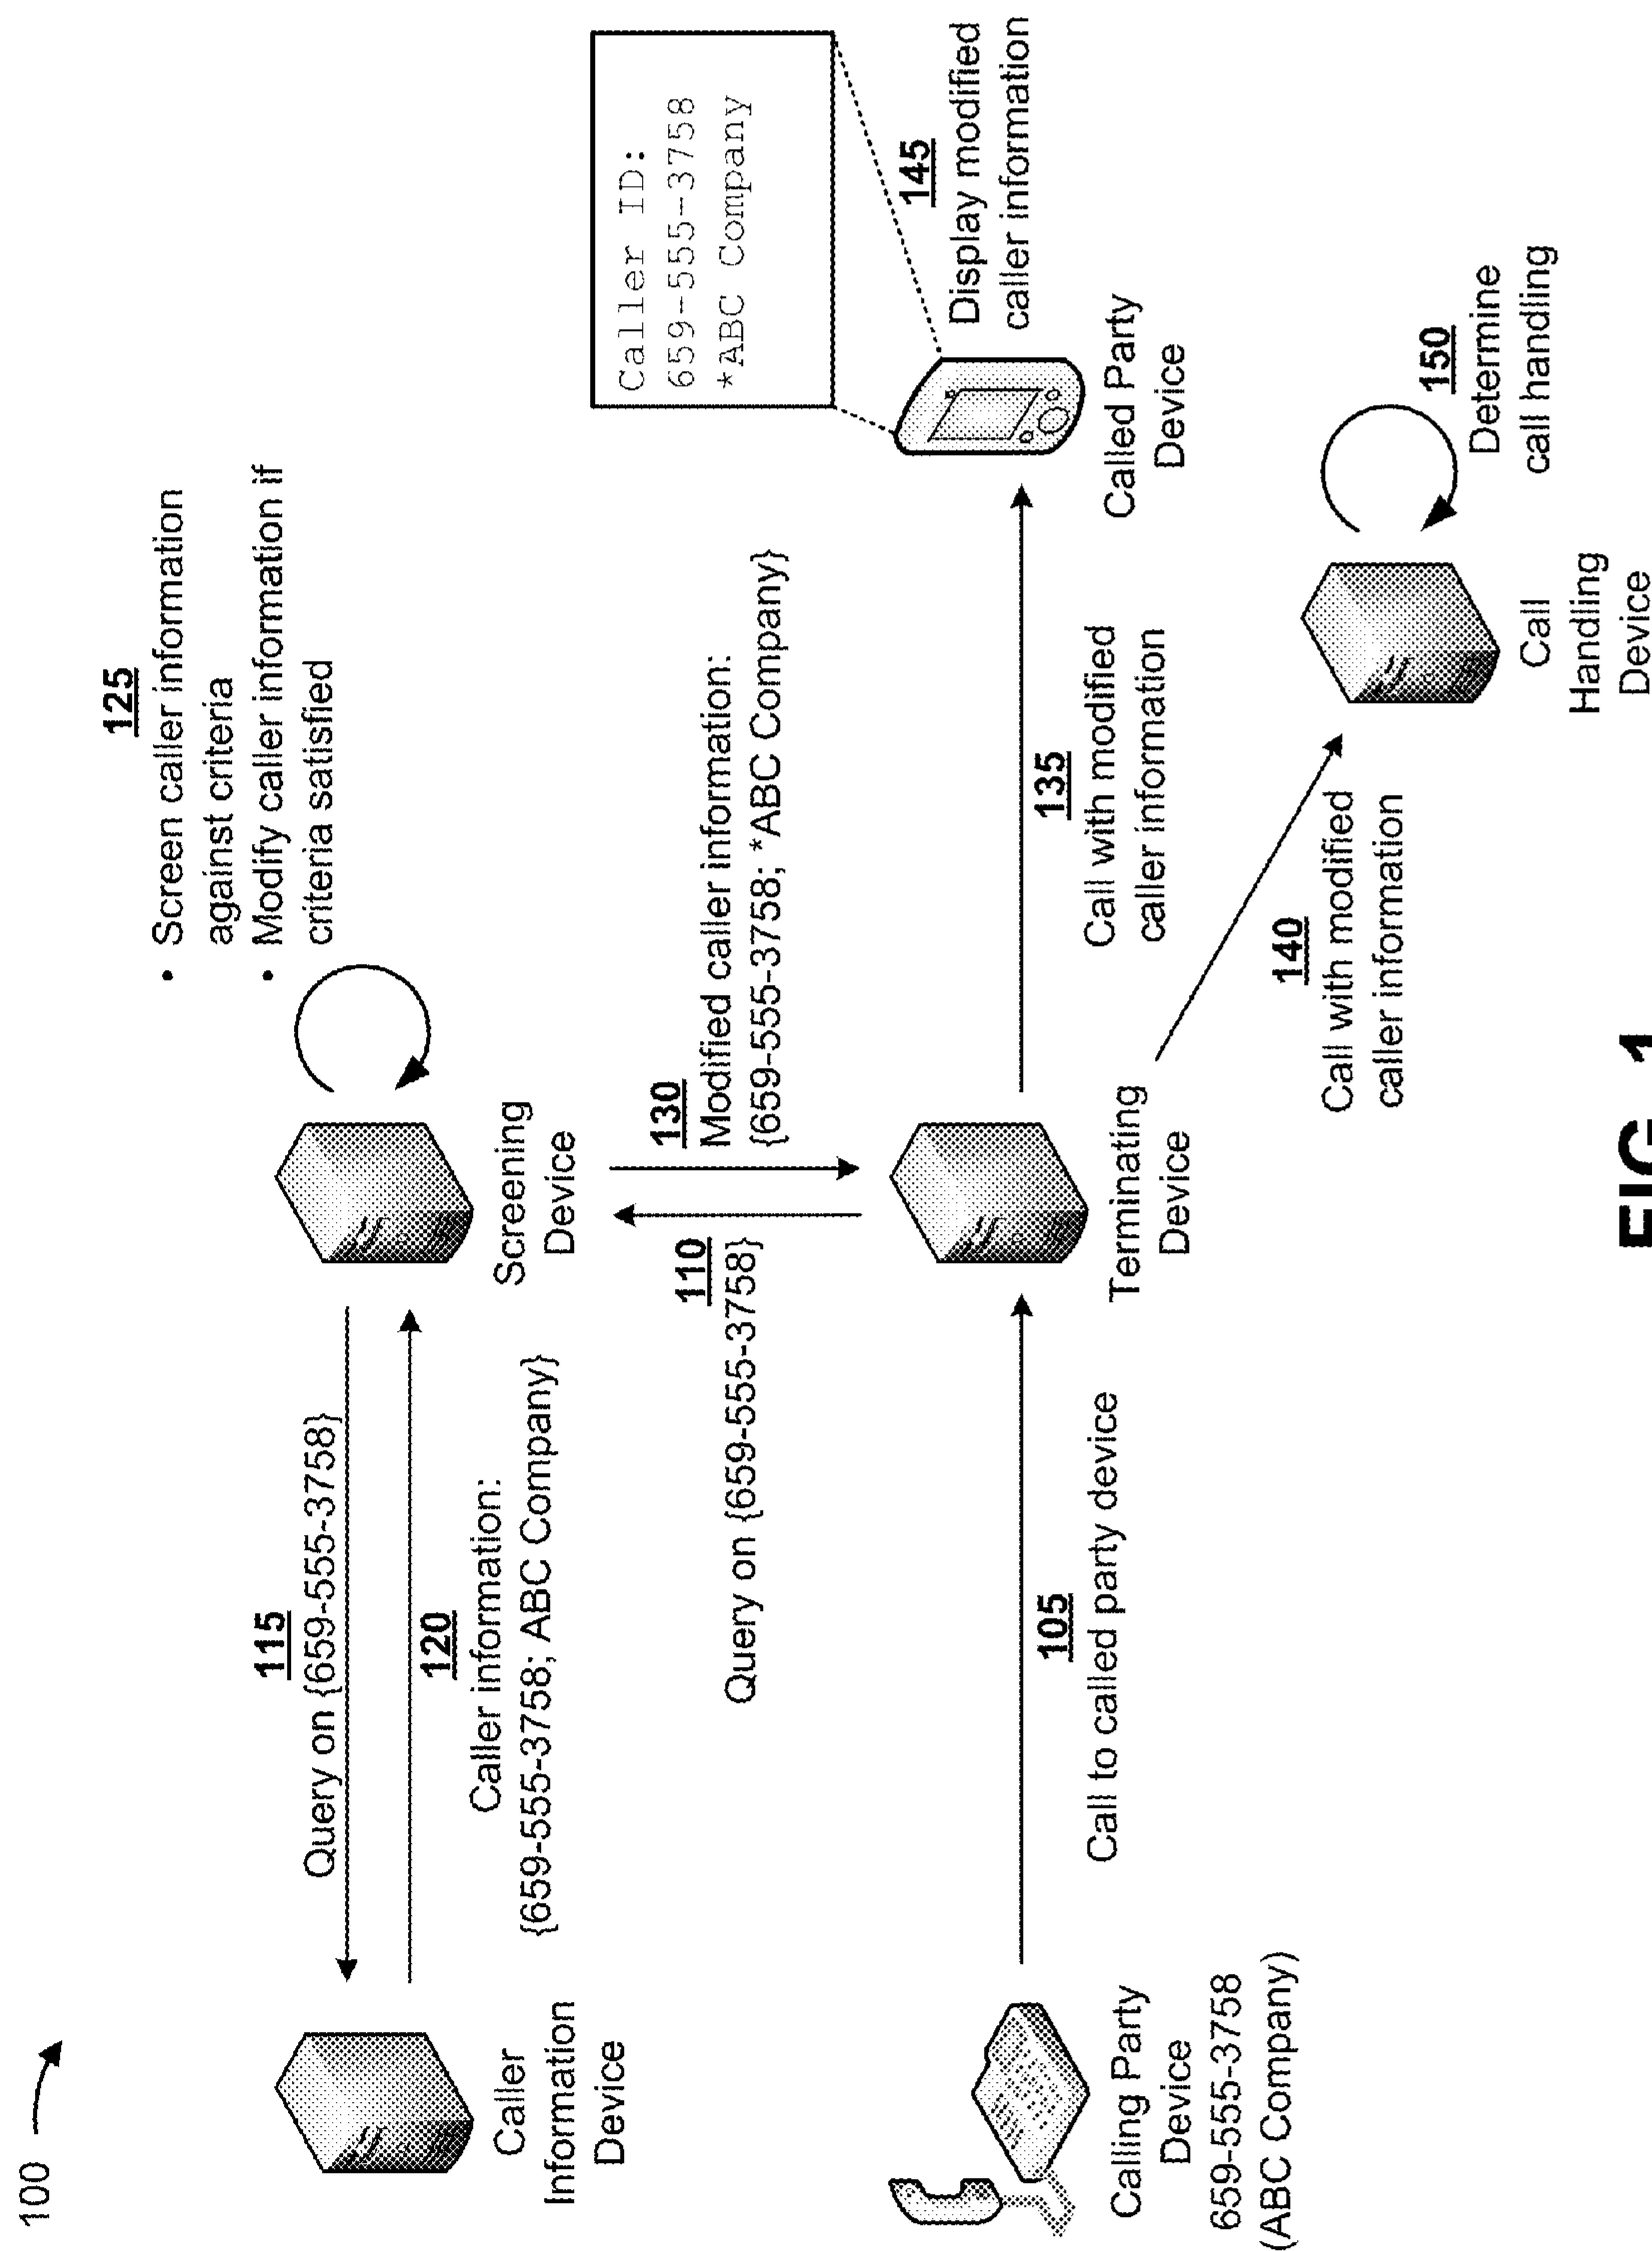 100
125
• Screen caller information
against criteria
• Modify caller information if
criteria satisfied
115
Query on {659-555-3758}
120
Caller information:
{659-555-3758; ABC Company}
Caller
Information
Device
Screening
Device
Caller ID:
659-555-3758
*ABC Company
130
Modified caller information:
{659-555-3758; *ABC Company}
110
Query on {659-555-3758}
145
Display modified
caller information
105
Call to called party device
135
Call with modified
caller information
Calling Party
Device
659-555-3758
(ABC Company)
Terminating
Device
Called Party
Device
140
Call with modified
caller information
150
Determine
call handling
Call
Handling
Device
FIG. 1